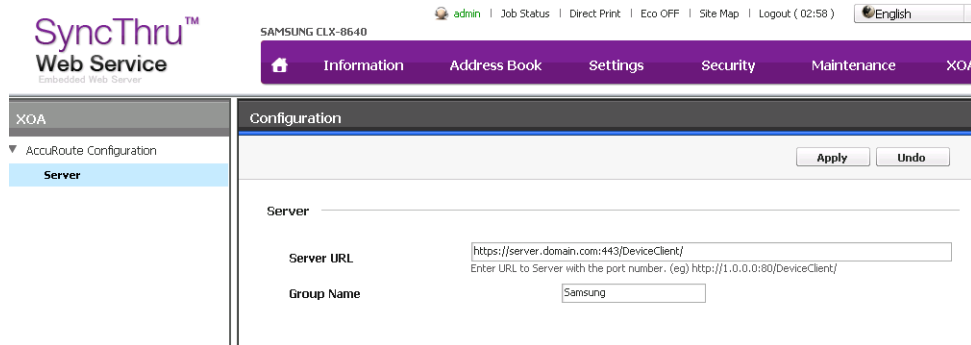 SyncThru™
Web Service
Embedded Web Server
admin | Job Status | Direct Print | Eco OFF | Site Map | Logout ( 02:58 ) English
SAMSUNG CLX-8640
Information Address Book Settings Security Maintenance XOA
XOA
Configuration
AccuRoute Configuration
Server
Apply Undo
Server
Server URL https://server.domain.com:443/DeviceClient/
Enter URL to Server with the port number. (eg) http://1.0.0.0:80/DeviceClient/
Group Name Samsung